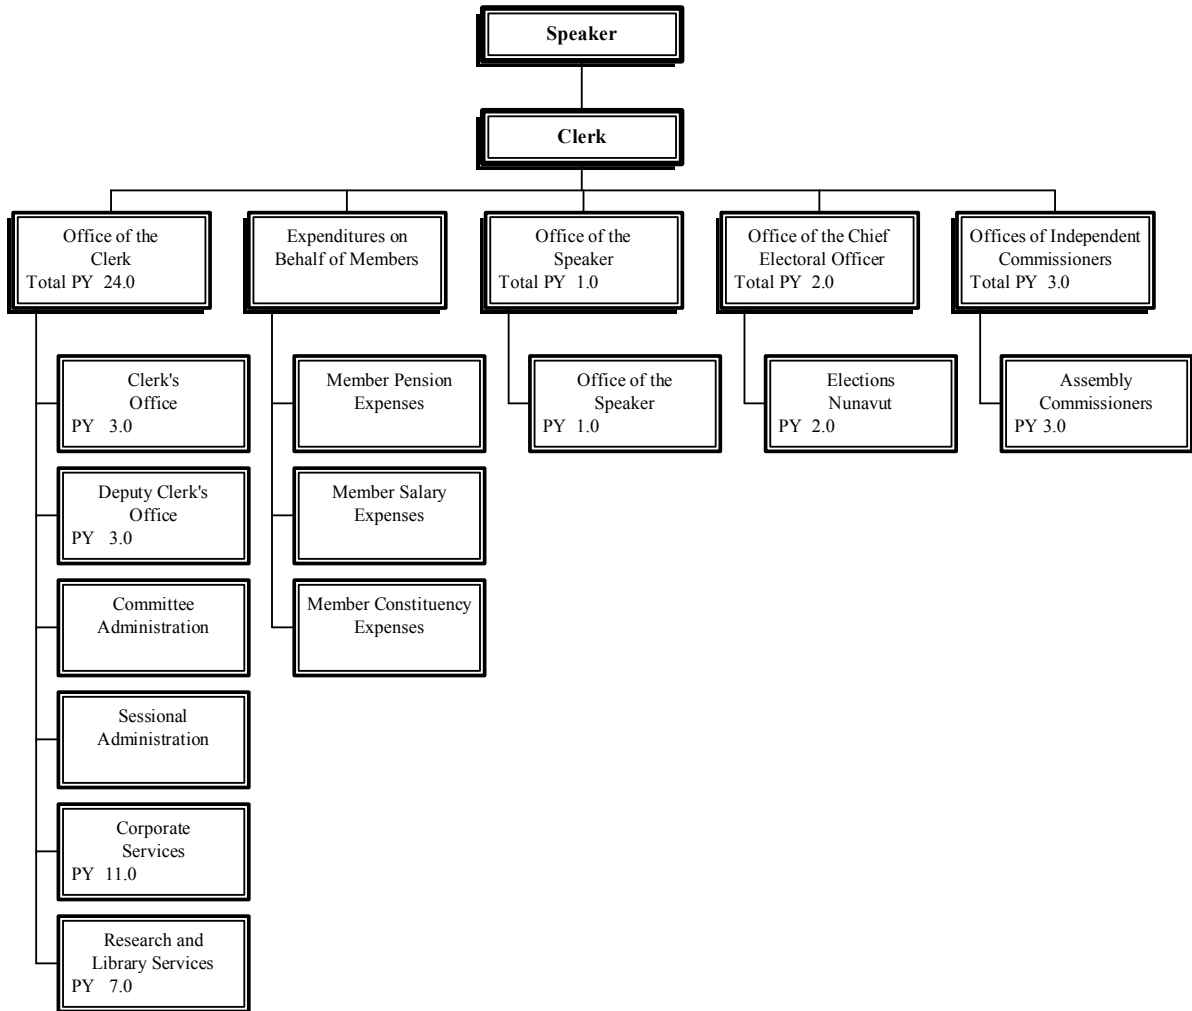 Speaker
Clerk
Office of the
Clerk
Total PY 24.0
Expenditures on
Behalf of Members
Office of the
Speaker
Total PY 1.0
Office of the Chief
Electoral Officer
Total PY 2.0
Offices of Independent
Commissioners
Total PY 3.0
Clerk's
Office
PY 3.0
Deputy Clerk's
Office
PY 3.0
Committee
Administration
Sessional
Administration
Corporate
Services
PY 11.0
Research and
Library Services
PY 7.0
Member Pension
Expenses
Member Salary
Expenses
Member Constituency
Expenses
Office of the
Speaker
PY 1.0
Elections
Nunavut
PY 2.0
Assembly
Commissioners
PY 3.0